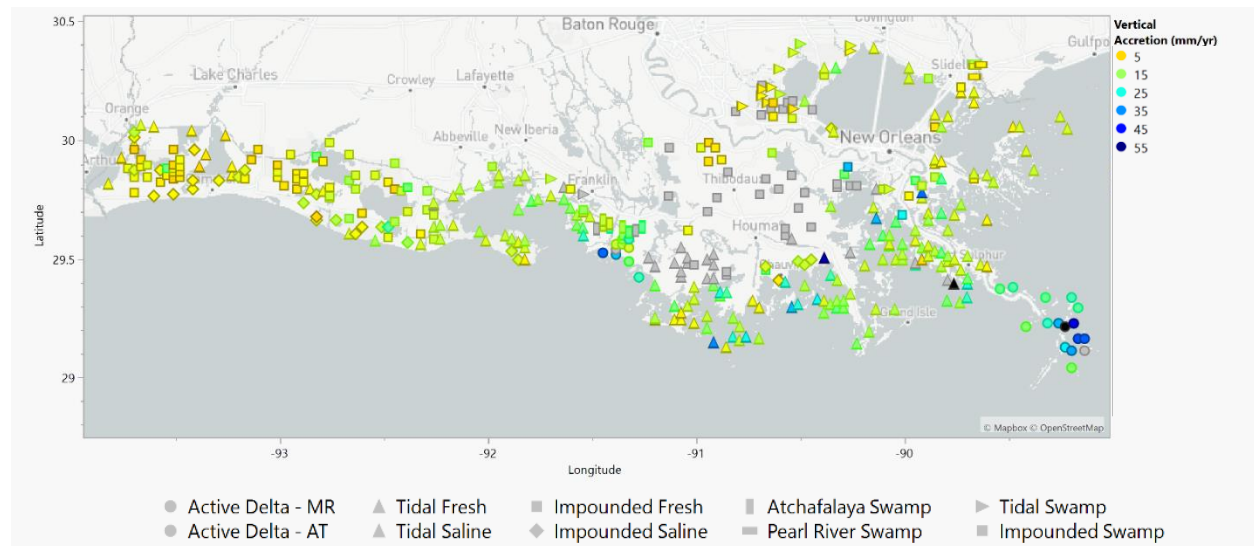 30.5
30
29.5
29
Latitude
-93
-92
-91
-90
Longitude
Baton Rouge
Covington
Gulfpo
Lake Charles
Crowley
Lafayette
Slidell
Orange
Abbeville
New Iberia
New Orleans
Arthu
Franklin
Thibodaux
Houma
Chauv
Sulphur
Grand Isle
© Mapbox © OpenStreetMap
Vertical
Accretion (mm/yr)
5
15
25
35
45
55
Active Delta - MR
Tidal Fresh
Impounded Fresh
Atchafalaya Swamp
Tidal Swamp
Active Delta - AT
Tidal Saline
Impounded Saline
Pearl River Swamp
Impounded Swamp